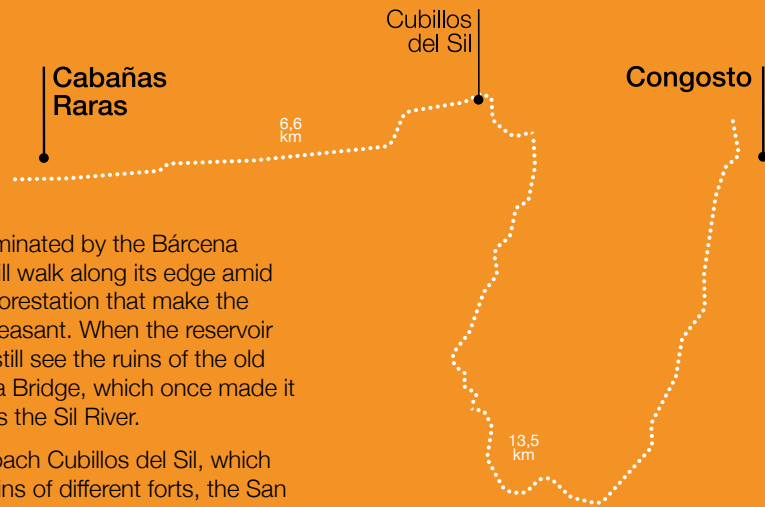 Cubillos
del Sil
Cabañas
Raras
Congosto
6,6
km
minated by the Bárcena
ill walk along its edge amid
orestation that make the
easant. When the reservoir
still see the ruins of the old
a Bridge, which once made it
s the Sil River.
oach Cubillos del Sil, which
ins of different forts, the San
13,5
km